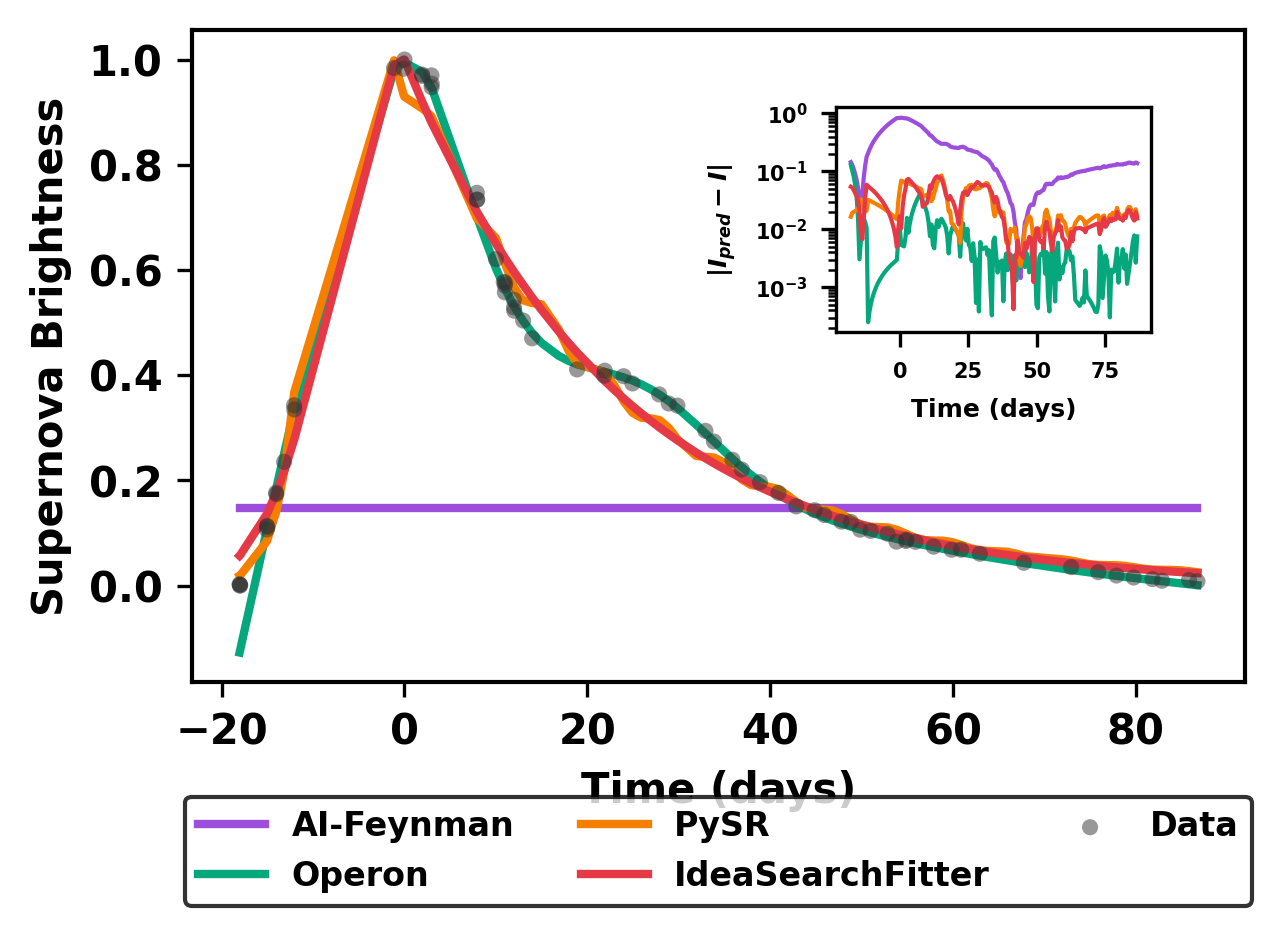 Supernova Brightness
1.0
0.8
0.6
0.4
0.2
0.0
−20 0 20 40 60 80
Time (days)
|I_pred − I|
10^0
10^−1
10^−2
10^−3
0 25 50 75
Time (days)
AI-Feynman PySR Data
Operon IdeaSearchFitter